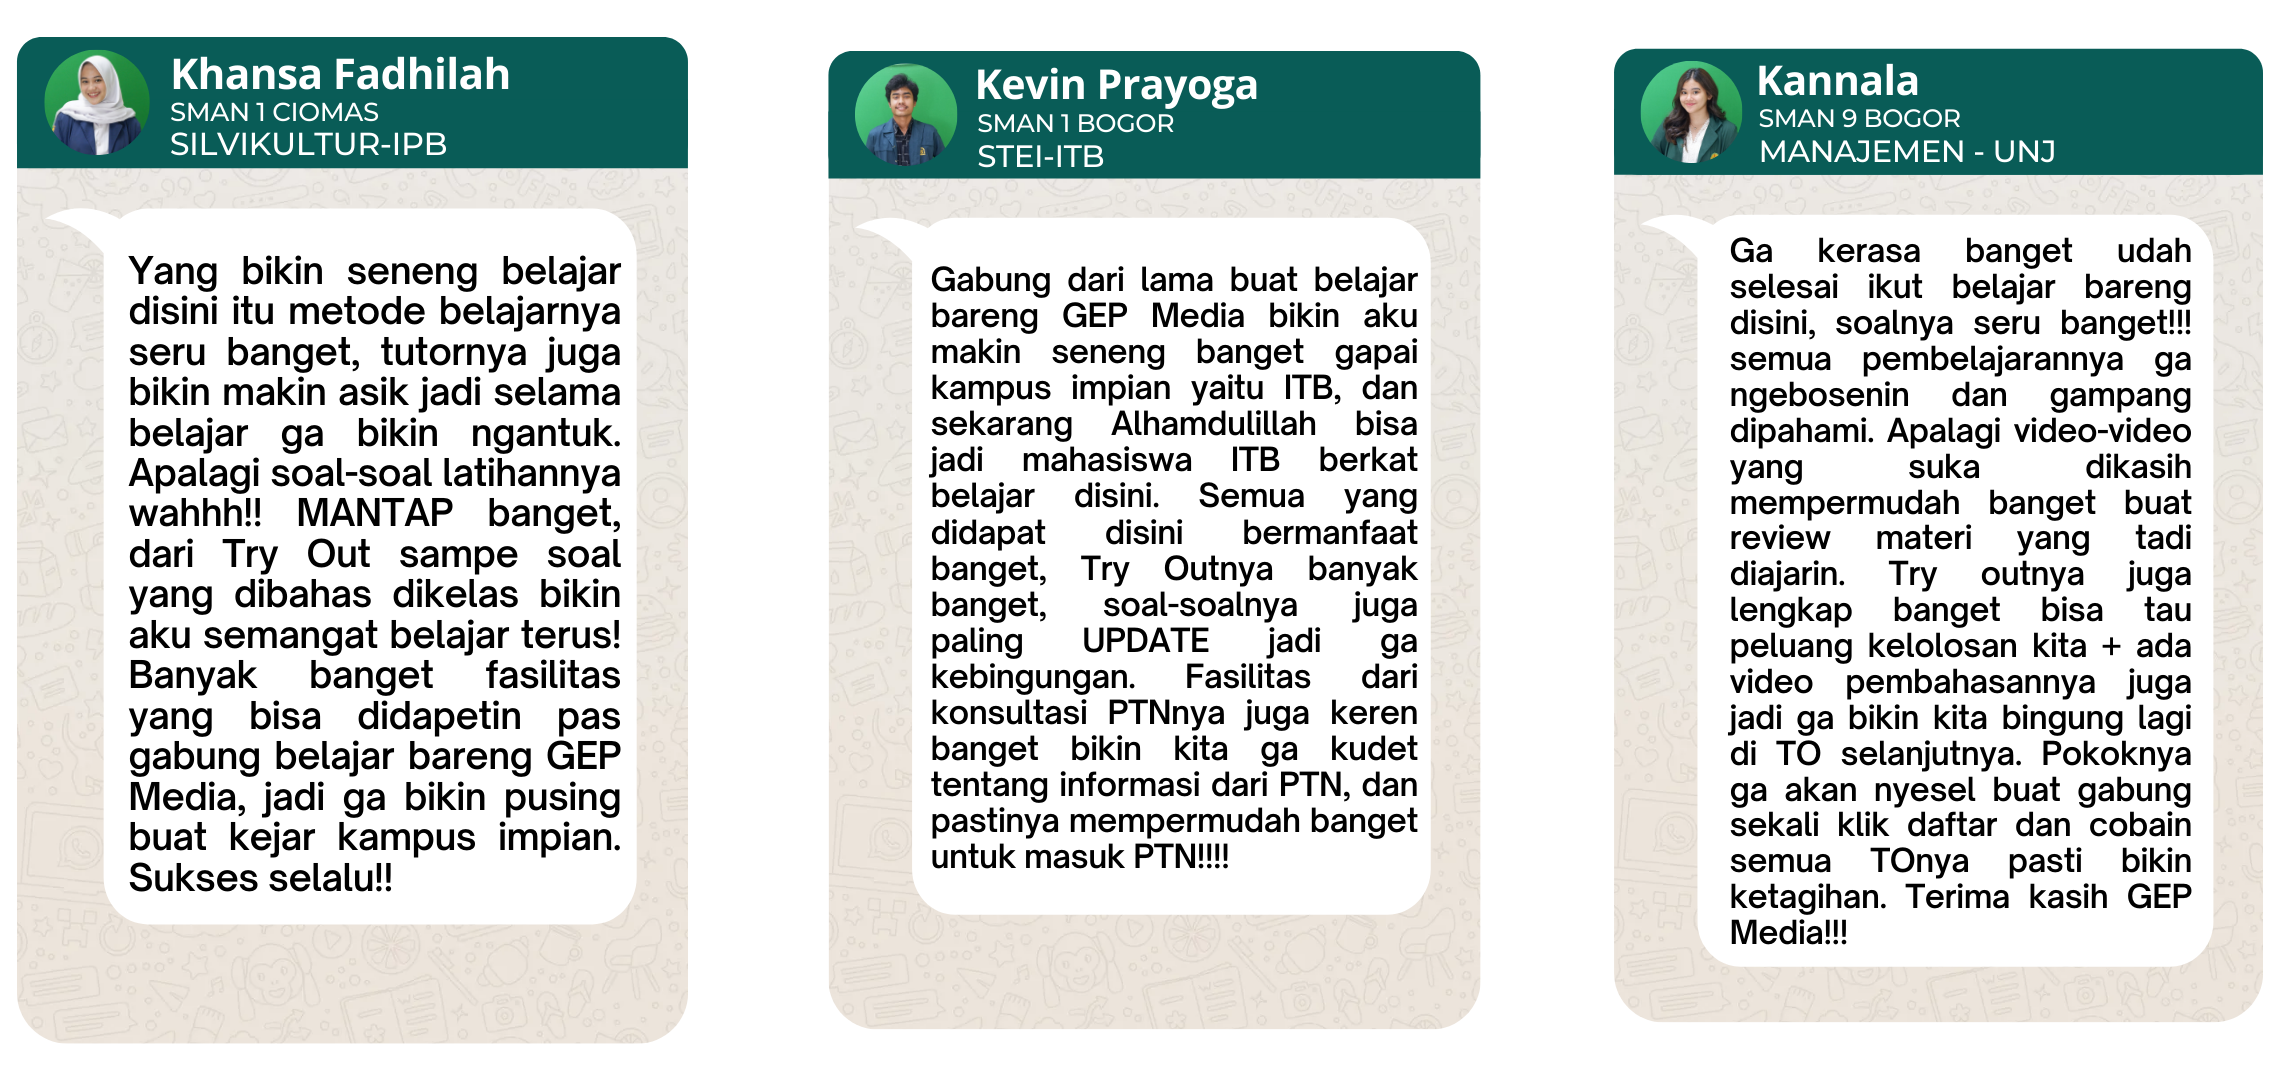 Khansa Fadhilah
SMAN 1 CIOMAS
SILVIKULTUR-IPB
Yang bikin seneng belajar
disini itu metode belajarnya
seru banget, tutornya juga
bikin makin asik jadi selama
belajar ga bikin ngantuk.
Apalagi soal-soal latihannya
wahhh!! MANTAP banget,
dari Try Out sampe soal
yang dibahas dikelas bikin
aku semangat belajar terus!
Banyak banget fasilitas
yang bisa didapetin pas
gabung belajar bareng GEP
Media, jadi ga bikin pusing
buat kejar kampus impian.
Sukses selalu!!
Kevin Prayoga
SMAN 1 BOGOR
STEI-ITB
Gabung dari lama buat belajar
bareng GEP Media bikin aku
makin seneng banget gapai
kampus impian yaitu ITB, dan
sekarang Alhamdulillah bisa
jadi mahasiswa ITB berkat
belajar disini. Semua yang
didapat disini bermanfaat
banget, Try Outnya banyak
banget, soal-soalnya juga
paling UPDATE jadi ga
kebingungan. Fasilitas dari
konsultasi PTNnya juga keren
banget bikin kita ga kudet
tentang informasi dari PTN, dan
pastinya mempermudah banget
untuk masuk PTN!!!!
Kannala
SMAN 9 BOGOR
MANAJEMEN - UNJ
Ga kerasa banget udah
selesai ikut belajar bareng
disini, soalnya seru banget!!!
semua pembelajarannya ga
ngebosenin dan gampang
dipahami. Apalagi video-video
yang suka dikasih
mempermudah banget buat
review materi yang tadi
diajarin. Try outnya juga
lengkap banget bisa tau
peluang kelolosan kita + ada
video pembahasannya juga
jadi ga bikin kita bingung lagi
di TO selanjutnya. Pokoknya
ga akan nyesel buat gabung
sekali klik daftar dan cobain
semua TOnya pasti bikin
ketagihan. Terima kasih GEP
Media!!!